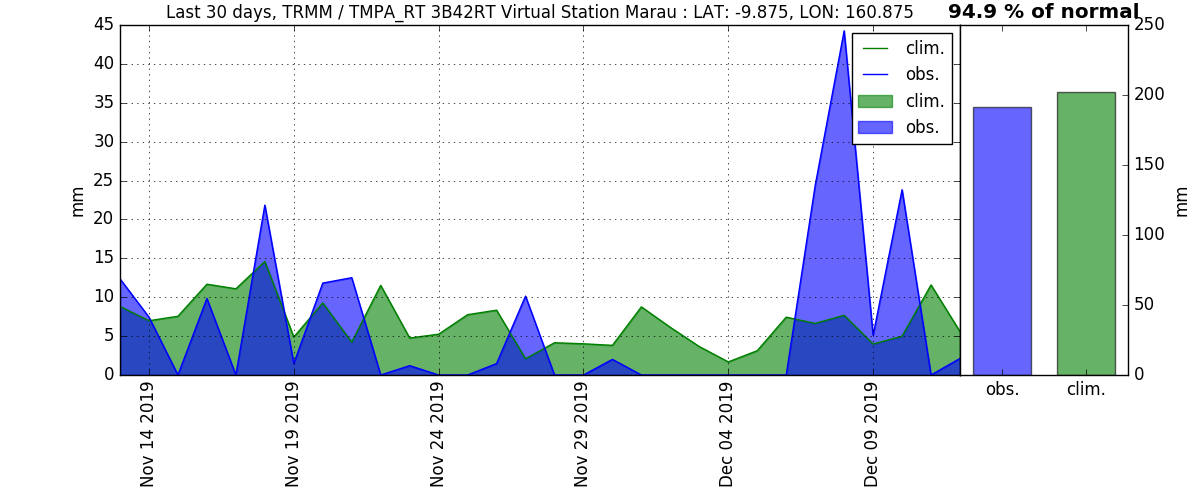 Last 30 days, TRMM / TMPA_RT 3B42RT Virtual Station Marau : LAT: -9.875, LON: 160.875
94.9 % of normal
45
40
35
30
25
20
15
10
5
0
mm
clim.
obs.
clim.
obs.
Nov 14 2019
Nov 19 2019
Nov 24 2019
Nov 29 2019
Dec 04 2019
Dec 09 2019
250
200
150
100
50
0
mm
obs.
clim.